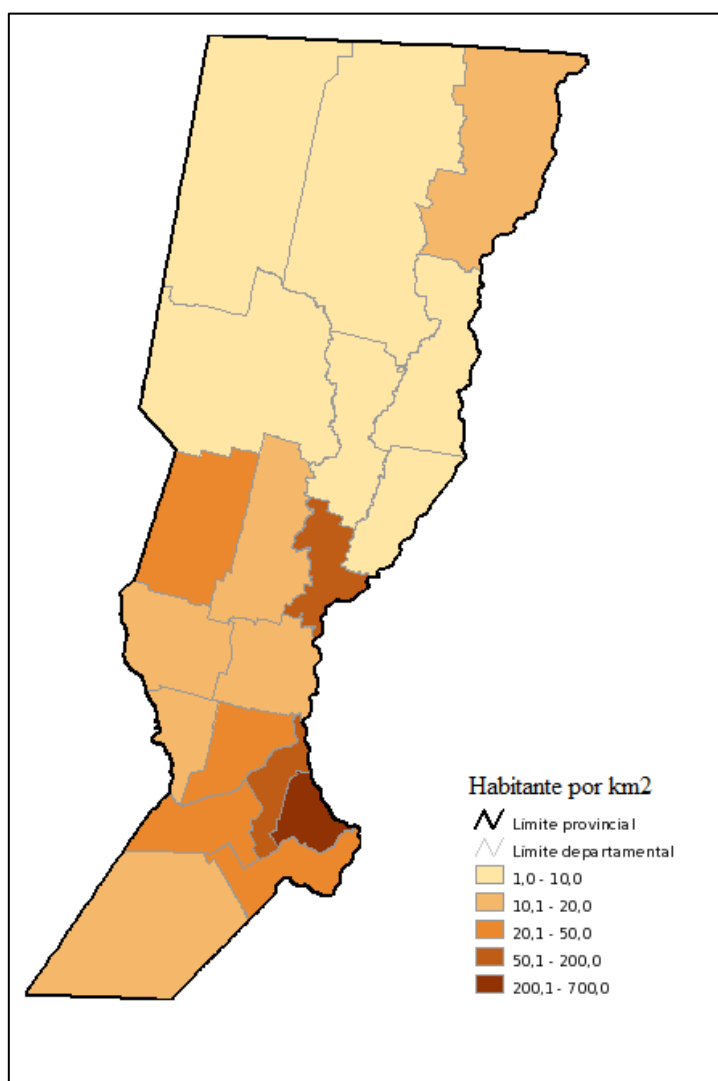 Habitante por km2
Límite provincial
Límite departamental
1,0 - 10,0
10,1 - 20,0
20,1 - 50,0
50,1 - 200,0
200,1 - 700,0